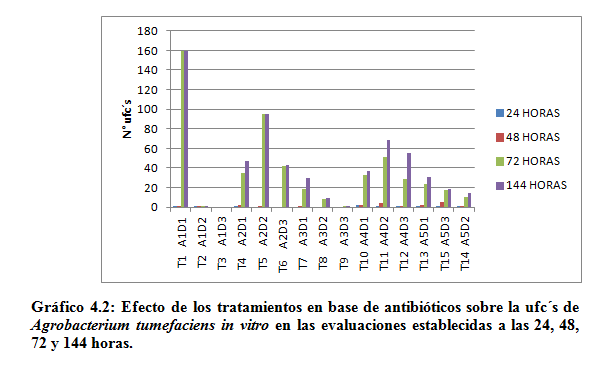 180
160
140
120
100
80
60
40
20
0
N° ufc´s
T1 A1D1
T2 A1D2
T3 A1D3
T4 A2D1
T5 A2D2
T6 A2D3
T7 A3D1
T8 A3D2
T9 A3D3
T10 A4D1
T11 A4D2
T12 A4D3
T13 A5D1
T15 A5D3
T14 A5D2
24 HORAS
48 HORAS
72 HORAS
144 HORAS
Gráfico 4.2: Efecto de los tratamientos en base de antibióticos sobre la ufc´s de
Agrobacterium tumefaciens in vitro en las evaluaciones establecidas a las 24, 48,
72 y 144 horas.